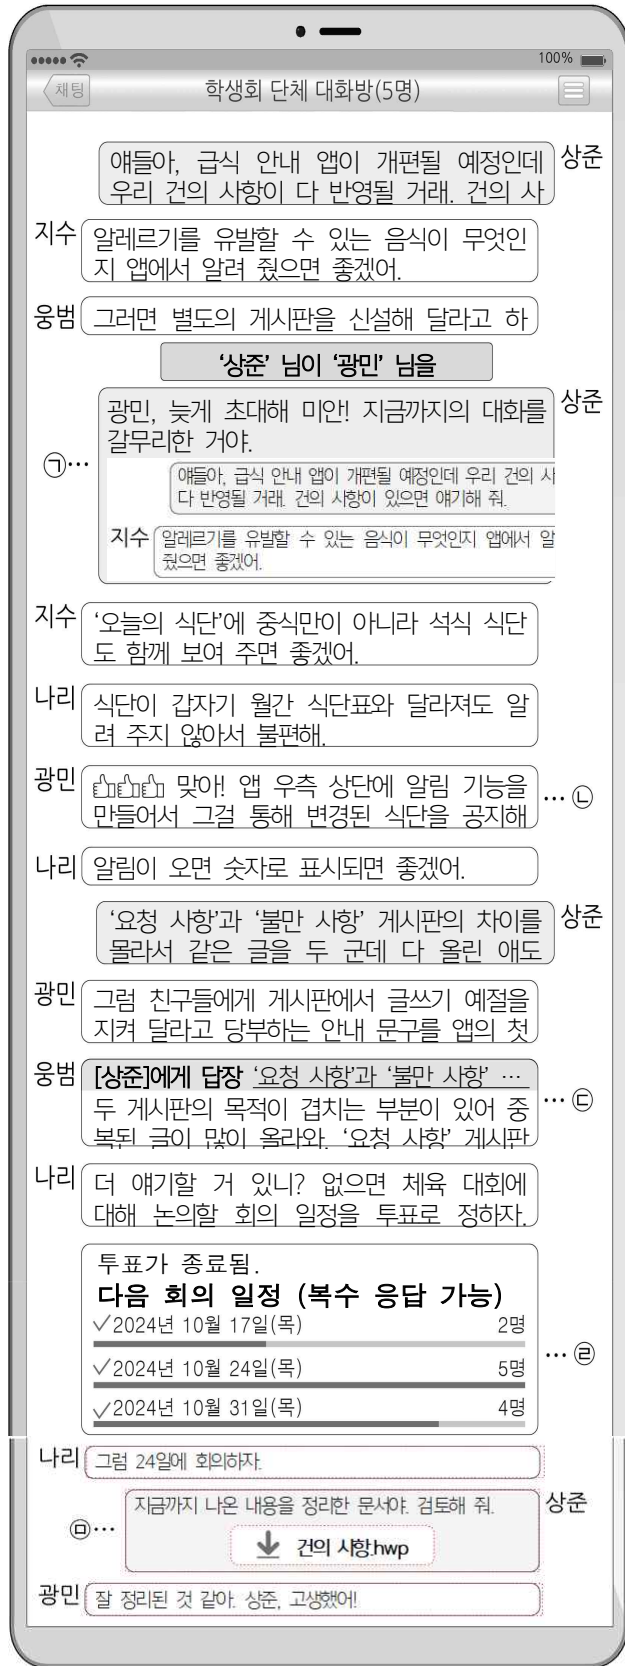 100%
채팅
학생회 단체 대화방(5명)
상준
얘들아, 급식 안내 앱이 개편될 예정인데
우리 건의 사항이 다 반영될 거래. 건의 사
지수
알레르기를 유발할 수 있는 음식이 무엇인
지 앱에서 알려 줬으면 좋겠어.
웅범
그러면 별도의 게시판을 신설해 달라고 하
‘상준’ 님이 ‘광민’ 님을
상준
광민, 늦게 초대해 미안! 지금까지의 대화를
갈무리한 거야.
㉠…
얘들아, 급식 안내 앱이 개편될 예정인데 우리 건의 사
다 반영될 거래. 건의 사항이 있으면 얘기해 줘.
지수
알레르기를 유발할 수 있는 음식이 무엇인지 앱에서 알
줬으면 좋겠어.
지수
‘오늘의 식단’에 중식만이 아니라 석식 식단
도 함께 보여 주면 좋겠어.
나리
식단이 갑자기 월간 식단표와 달라져도 알
려 주지 않아서 불편해.
광민
👍👍👍 맞아! 앱 우측 상단에 알림 기능을
만들어서 그걸 통해 변경된 식단을 공지해
… ㉡
나리
알림이 오면 숫자로 표시되면 좋겠어.
상준
‘요청 사항’과 ‘불만 사항’ 게시판의 차이를
몰라서 같은 글을 두 군데 다 올린 애도
광민
그럼 친구들에게 게시판에서 글쓰기 예절을
지켜 달라고 당부하는 안내 문구를 앱의 첫
웅범
[상준]에게 답장 ‘요청 사항’과 ‘불만 사항’ …
두 게시판의 목적이 겹치는 부분이 있어 중
복된 글이 많이 올라와. ‘요청 사항’ 게시판
… ㉢
나리
더 얘기할 거 있니? 없으면 체육 대회에
대해 논의할 회의 일정을 투표로 정하자.
투표가 종료됨.
다음 회의 일정 (복수 응답 가능)
✓2024년 10월 17일(목) 2명
✓2024년 10월 24일(목) 5명
✓2024년 10월 31일(목) 4명
… ㉣
나리
그럼 24일에 회의하자.
상준
지금까지 나온 내용을 정리한 문서야. 검토해 줘.
㉤…
건의 사항.hwp
광민
잘 정리된 것 같아. 상준, 고생했어!